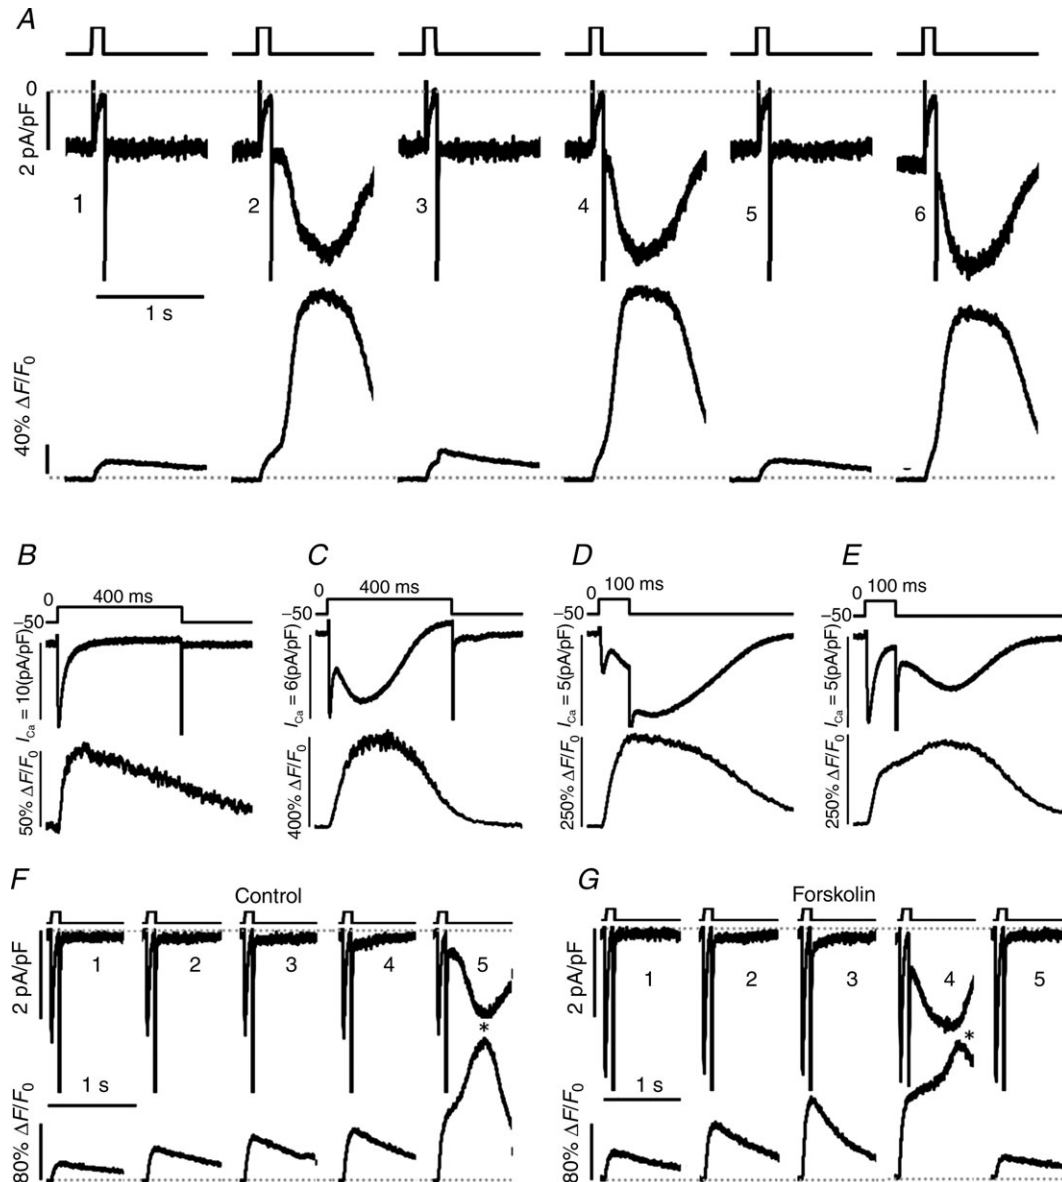 A
0
2 pA/pF
1
2
3
4
5
6
1 s
40% ΔF/F0
B
C
D
E
0
400 ms
−50
0
400 ms
−50
0
100 ms
−50
0
100 ms
−50
ICa = 10(pA/pF)
ICa = 6(pA/pF)
ICa = 5(pA/pF)
ICa = 5(pA/pF)
50% ΔF/F0
400% ΔF/F0
250% ΔF/F0
250% ΔF/F0
F
Control
2 pA/pF
1
2
3
4
5
*
1 s
80% ΔF/F0
G
Forskolin
2 pA/pF
1
2
3
4
5
*
1 s
80% ΔF/F0